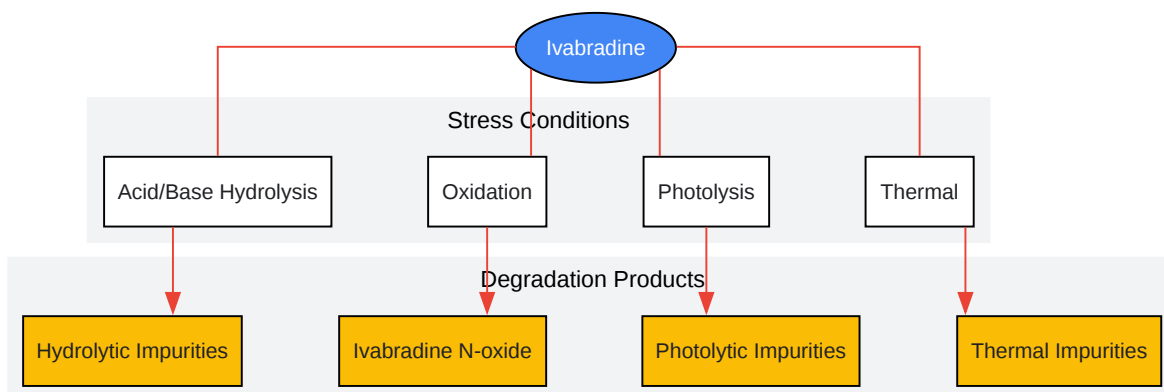 Ivabradine
Stress Conditions
Acid/Base Hydrolysis
Oxidation
Photolysis
Thermal
Degradation Products
Hydrolytic Impurities
Ivabradine N-oxide
Photolytic Impurities
Thermal Impurities